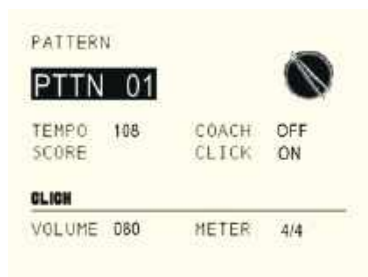 PATTERN
PTTN 01
TEMPO 108 COACH OFF
SCORE CLICK ON
CLICK
VOLUME 080 METER 4/4